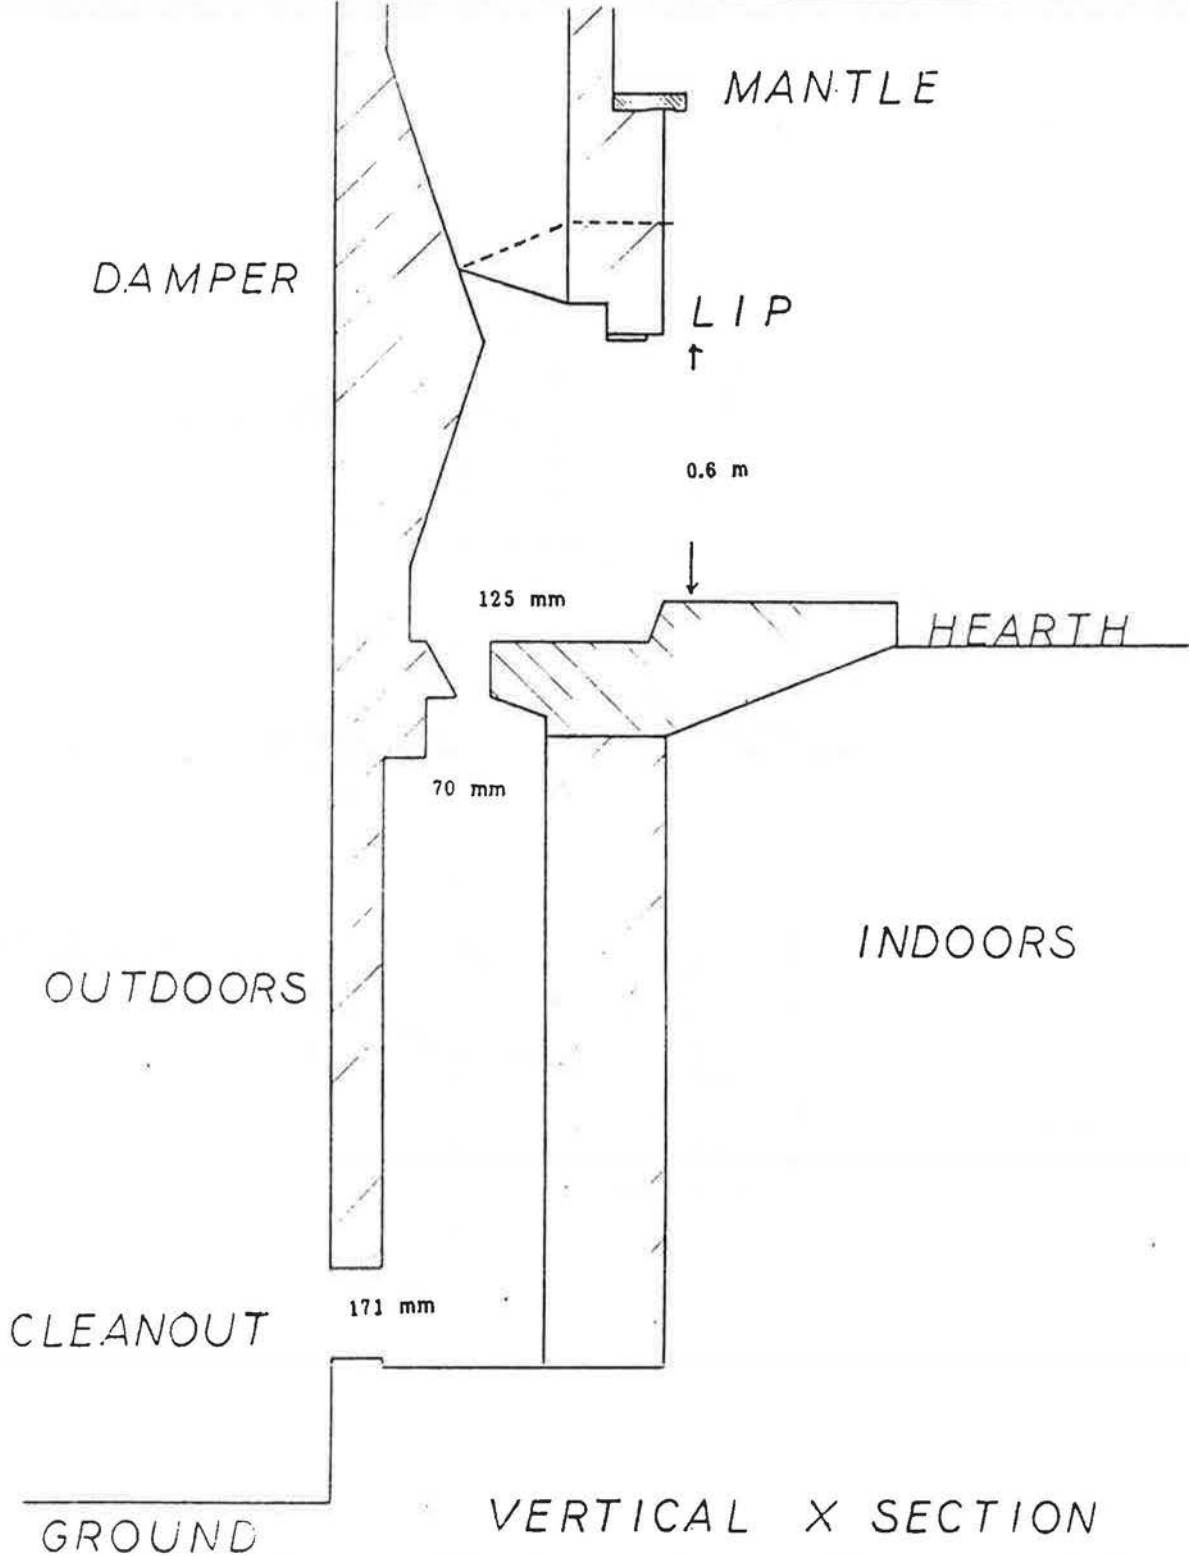 MANTLE
DAMPER
LIP
0.6 m
125 mm
HEARTH
70 mm
INDOORS
OUTDOORS
171 mm
CLEANOUT
VERTICAL X SECTION
GROUND